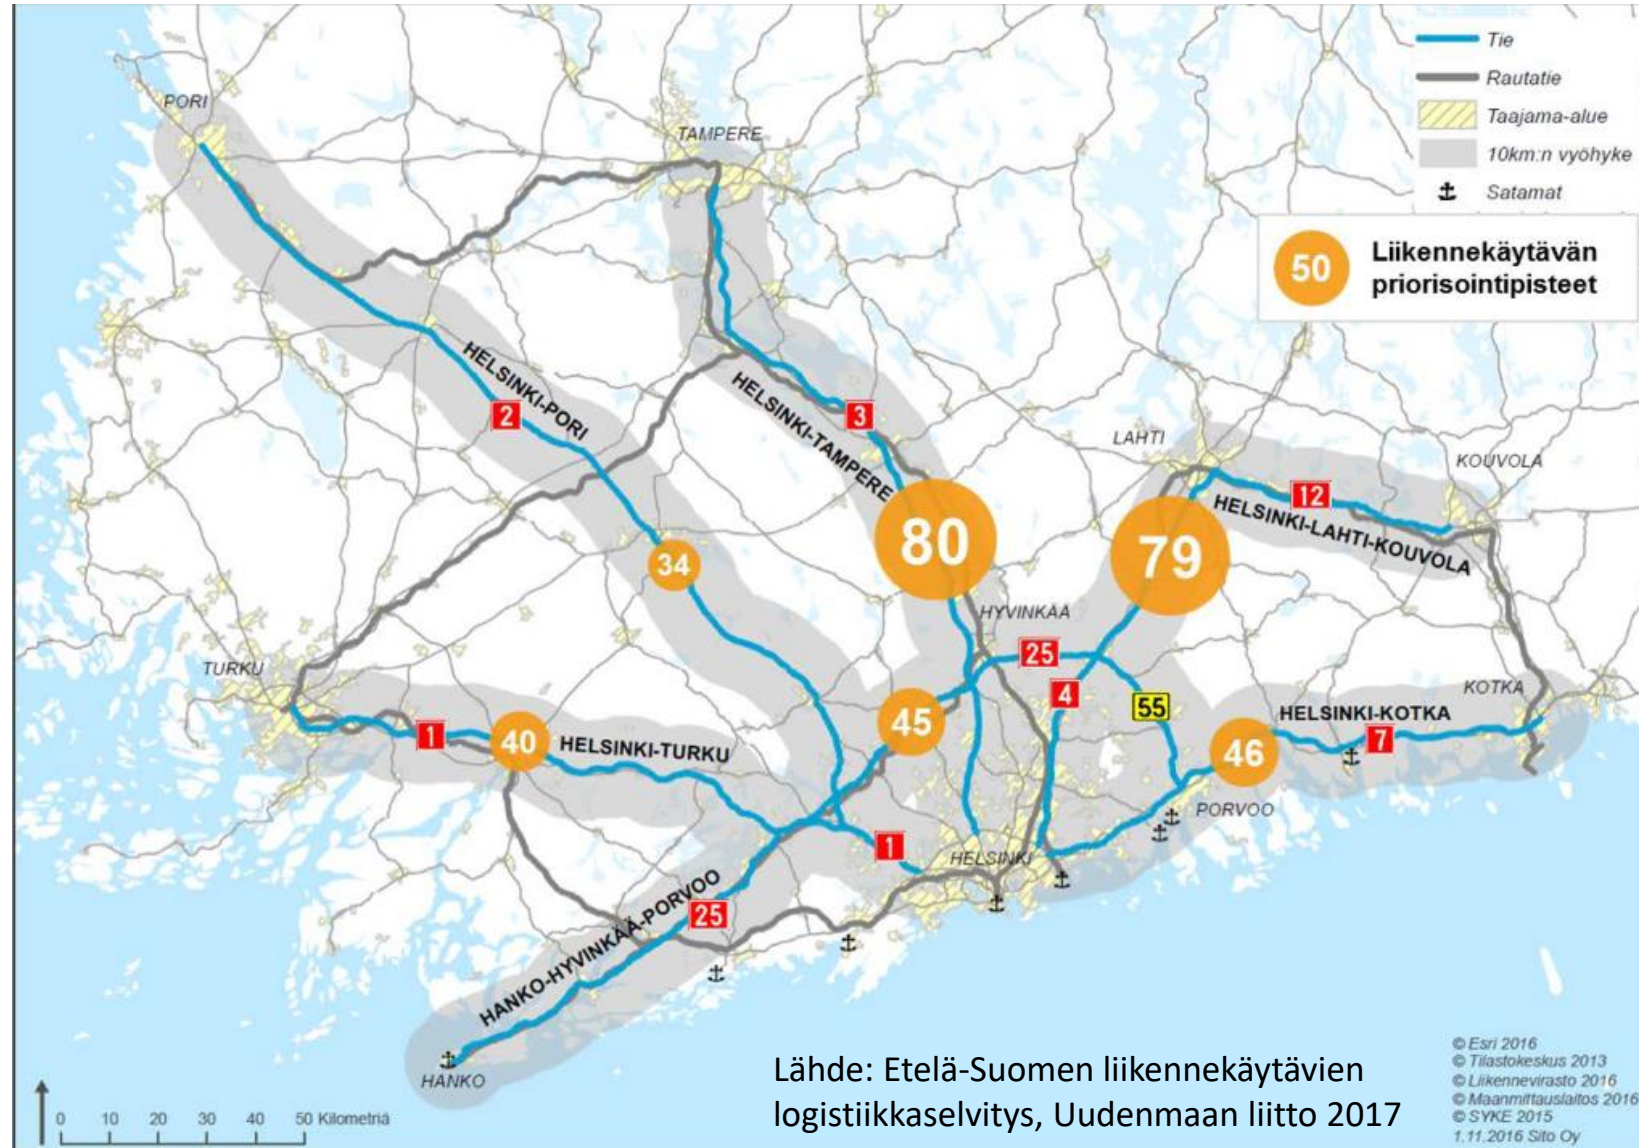 Tie
Rautatie
Taajama-alue
10km:n vyöhyke
Satamat
50
Liikennekäytävän
priorisointipisteet
PORI
TAMPERE
HELSINKI-PORI
2
HELSINKI-TAMPERE
3
LAHTI
KOUVOLA
12
HELSINKI-LAHTI-KOUVOLA
80
79
34
HYVINKÄÄ
25
4
55
TURKU
KOTKA
HELSINKI-KOTKA
7
1
40
HELSINKI-TURKU
45
46
PORVOO
1
HELSINKI
HANKO-HYVINKÄÄ-PORVOO
25
HANKO
0 10 20 30 40 50 Kilometriä
Lähde: Etelä-Suomen liikennekäytävien
logistiikkaselvitys, Uudenmaan liitto 2017
© Esri 2016
© Tilastokeskus 2013
© Liikennevirasto 2016
© Maanmittauslaitos 2016
© SYKE 2015
1.11.2016 Sito Oy